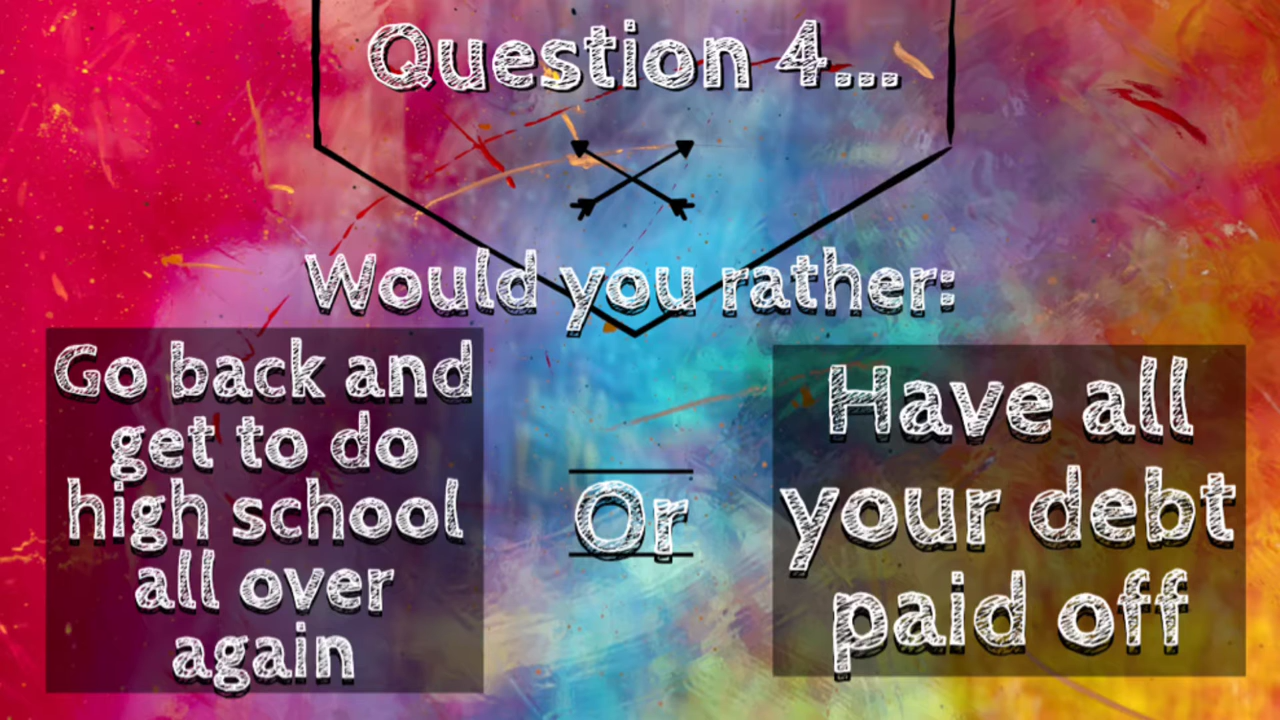 Question 4...
Would you rather:
Go back and
get to do
high school
all over
again
Or
Have all
your debt
paid off